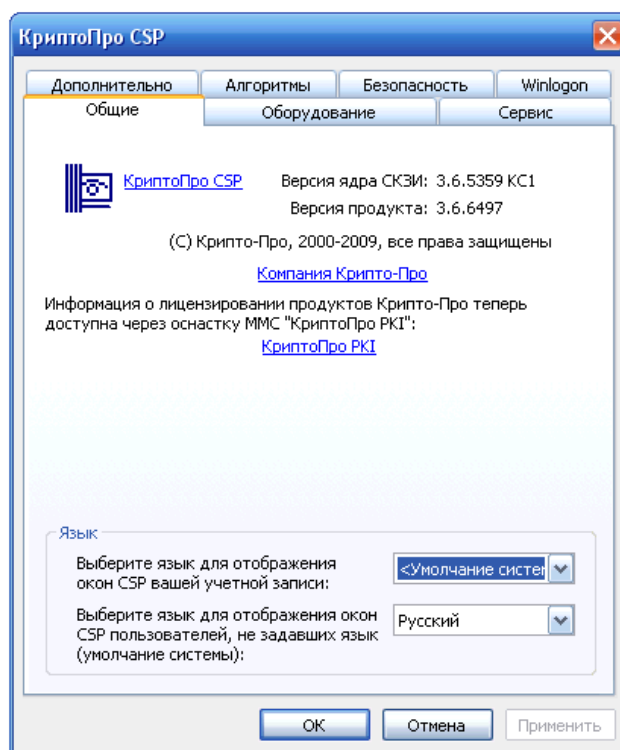 КриптоПро CSP
Дополнительно Алгоритмы Безопасность Winlogon
Общие Оборудование Сервис
КриптоПро CSP Версия ядра СКЗИ: 3.6.5359 КС1
Версия продукта: 3.6.6497
(C) Крипто-Про, 2000-2009, все права защищены
Компания Крипто-Про
Информация о лицензировании продуктов Крипто-Про теперь
доступна через оснастку ММС "КриптоПро PKI":
КриптоПро PKI
Язык
Выберите язык для отображения
окон CSP вашей учетной записи:
<Умолчание систе
Выберите язык для отображения окон
CSP пользователей, не задавших язык
(умолчание системы):
Русский
ОК Отмена Применить